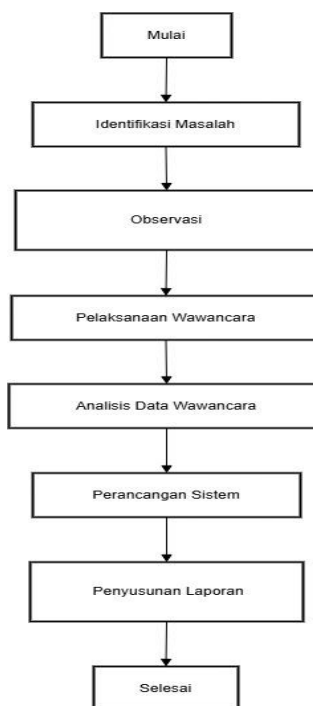 Mulai
Identifikasi Masalah
Observasi
Pelaksanaan Wawancara
Analisis Data Wawancara
Perancangan Sistem
Penyusunan Laporan
Selesai